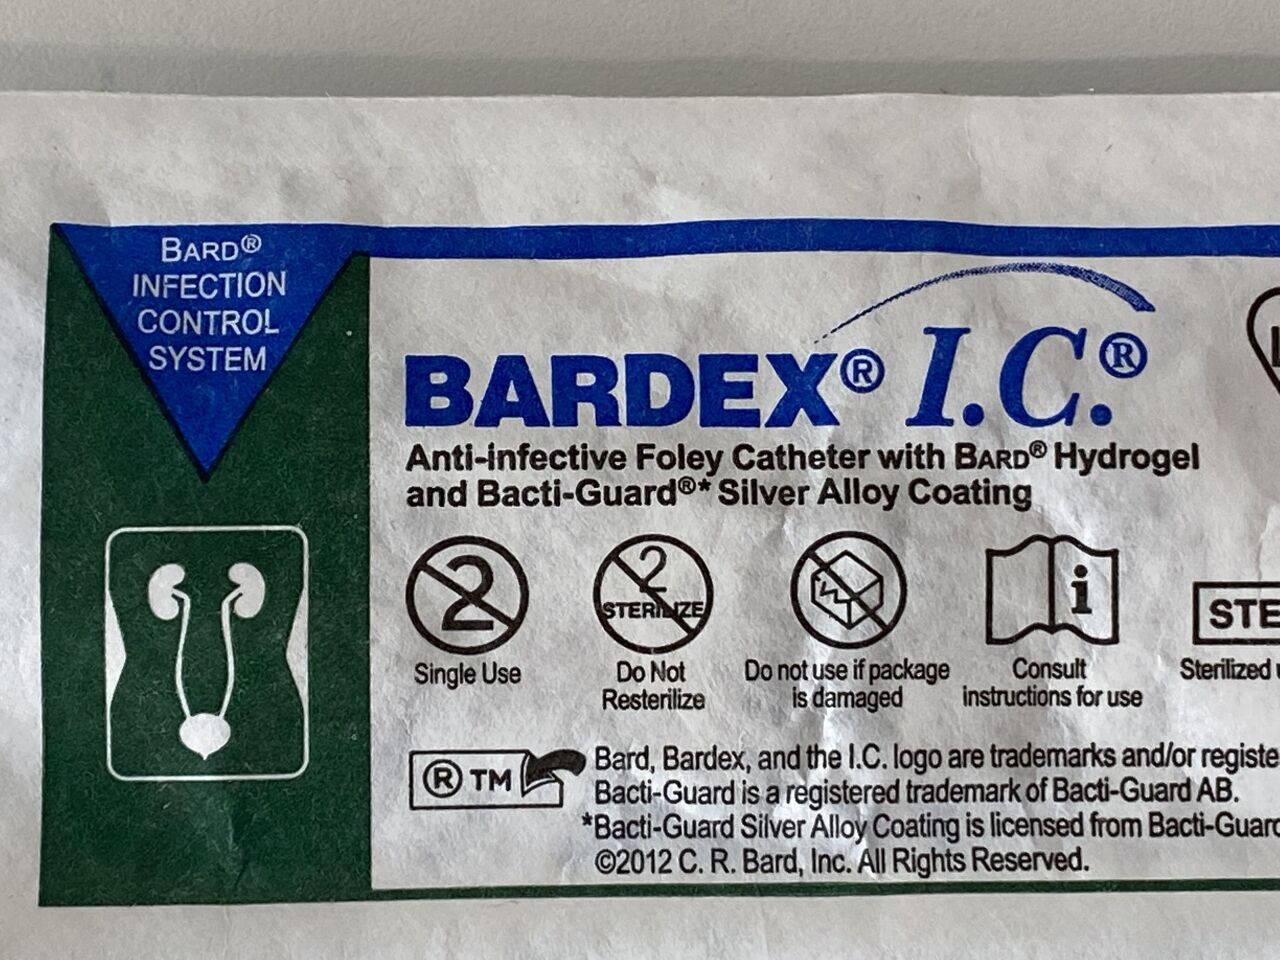 BARD®
INFECTION
CONTROL
SYSTEM
BARDEX® I.C.®
Anti-infective Foley Catheter with BARD® Hydrogel
and Bacti-Guard®* Silver Alloy Coating
2
Single Use
2
STERILIZE
Do Not
Resterilize
Do not use if package
is damaged
i
Consult
instructions for use
STE
Sterilized
® TM
Bard, Bardex, and the I.C. logo are trademarks and/or registe
Bacti-Guard is a registered trademark of Bacti-Guard AB.
*Bacti-Guard Silver Alloy Coating is licensed from Bacti-Guard
©2012 C. R. Bard, Inc. All Rights Reserved.